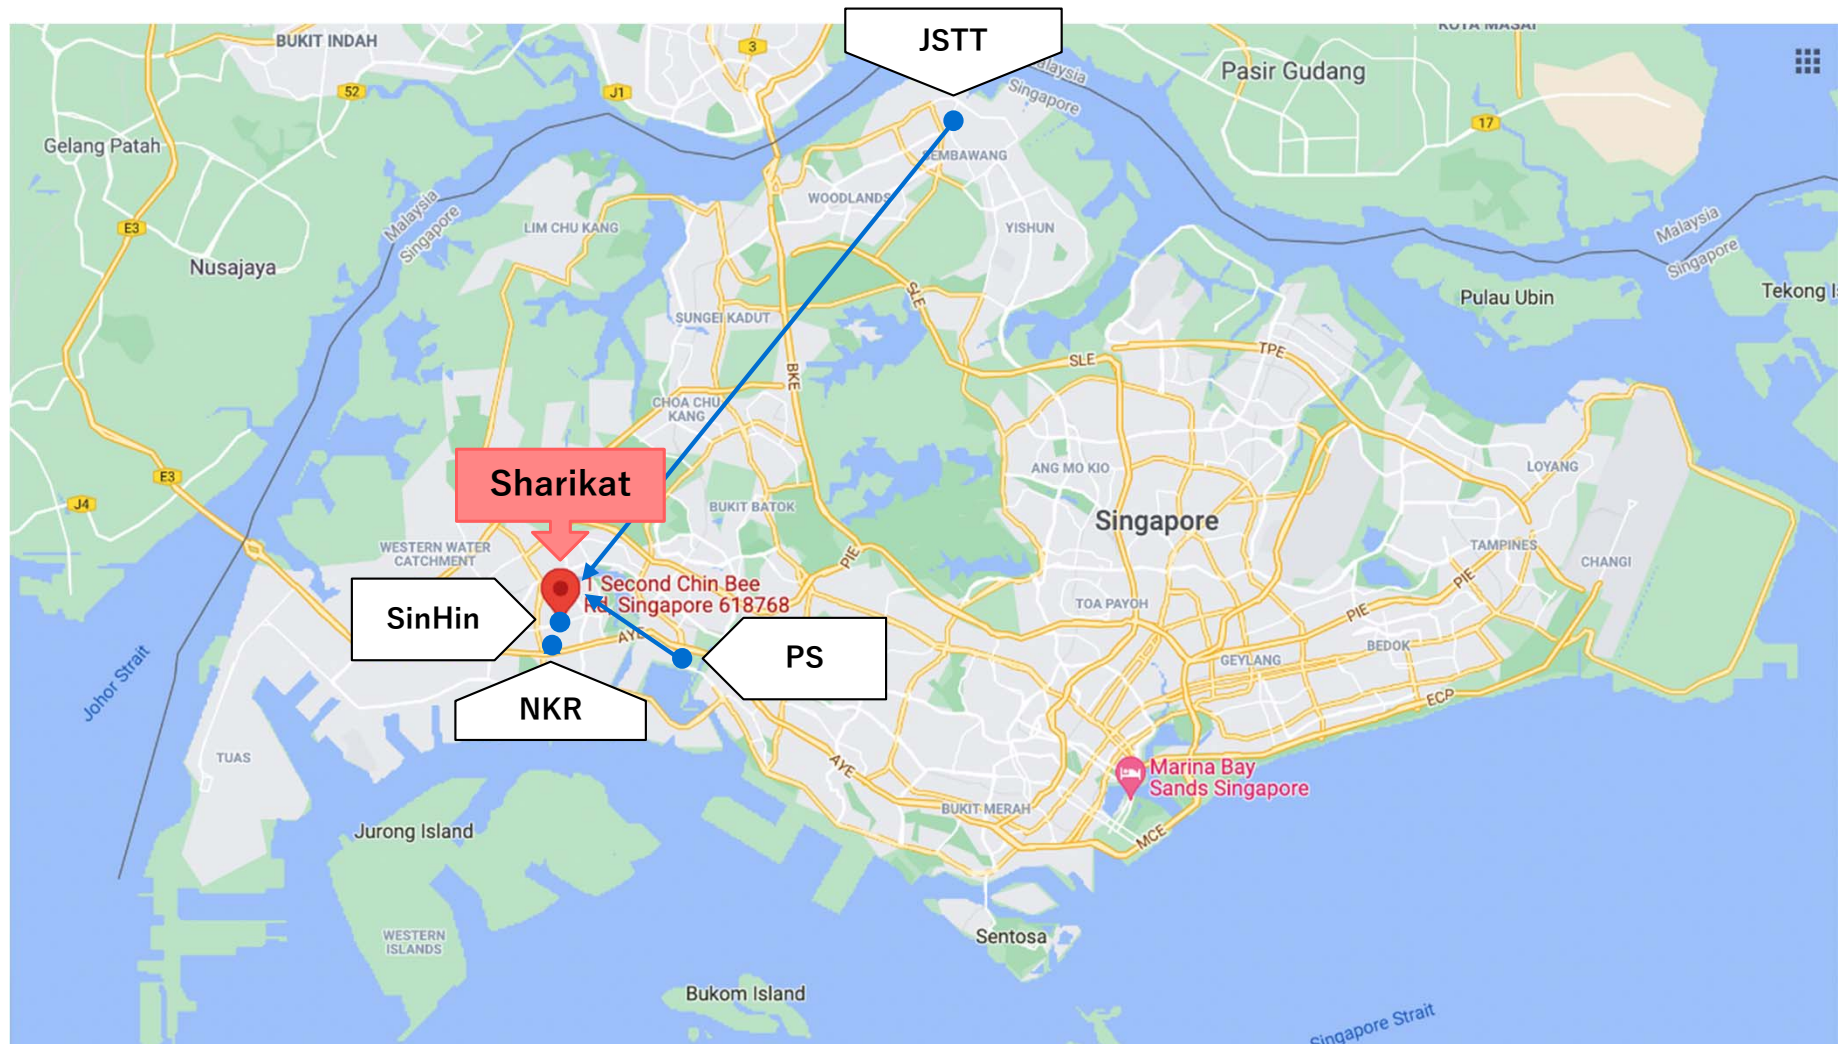 JSTT
KOTA MASAI
BUKIT INDAH
3
52
J1
Pasir Gudang
Malaysia
Singapore
17
Gelang Patah
SEMBAWANG
WOODLANDS
Malaysia
Singapore
LIM CHU KANG
YISHUN
E3
Malaysia
Singapore
Nusajaya
SLE
Pulau Ubin
Tekong Is
SUNGEI KADUT
SLE
TPE
BKE
CHOA CHU
KANG
Sharikat
ANG MO KIO
LOYANG
E3
J4
BUKIT BATOK
Singapore
WESTERN WATER
CATCHMENT
PIE
TAMPINES
CHANGI
1 Second Chin Bee
Rd, Singapore 618768
PIE
TOA PAYOH
PIE
SinHin
AYE
PS
BEDOK
GEYLANG
Johor Strait
NKR
ECP
TUAS
AYE
Marina Bay
Sands Singapore
BUKIT MERAH
MCE
Jurong Island
WESTERN
ISLANDS
Sentosa
Bukom Island
Singapore Strait